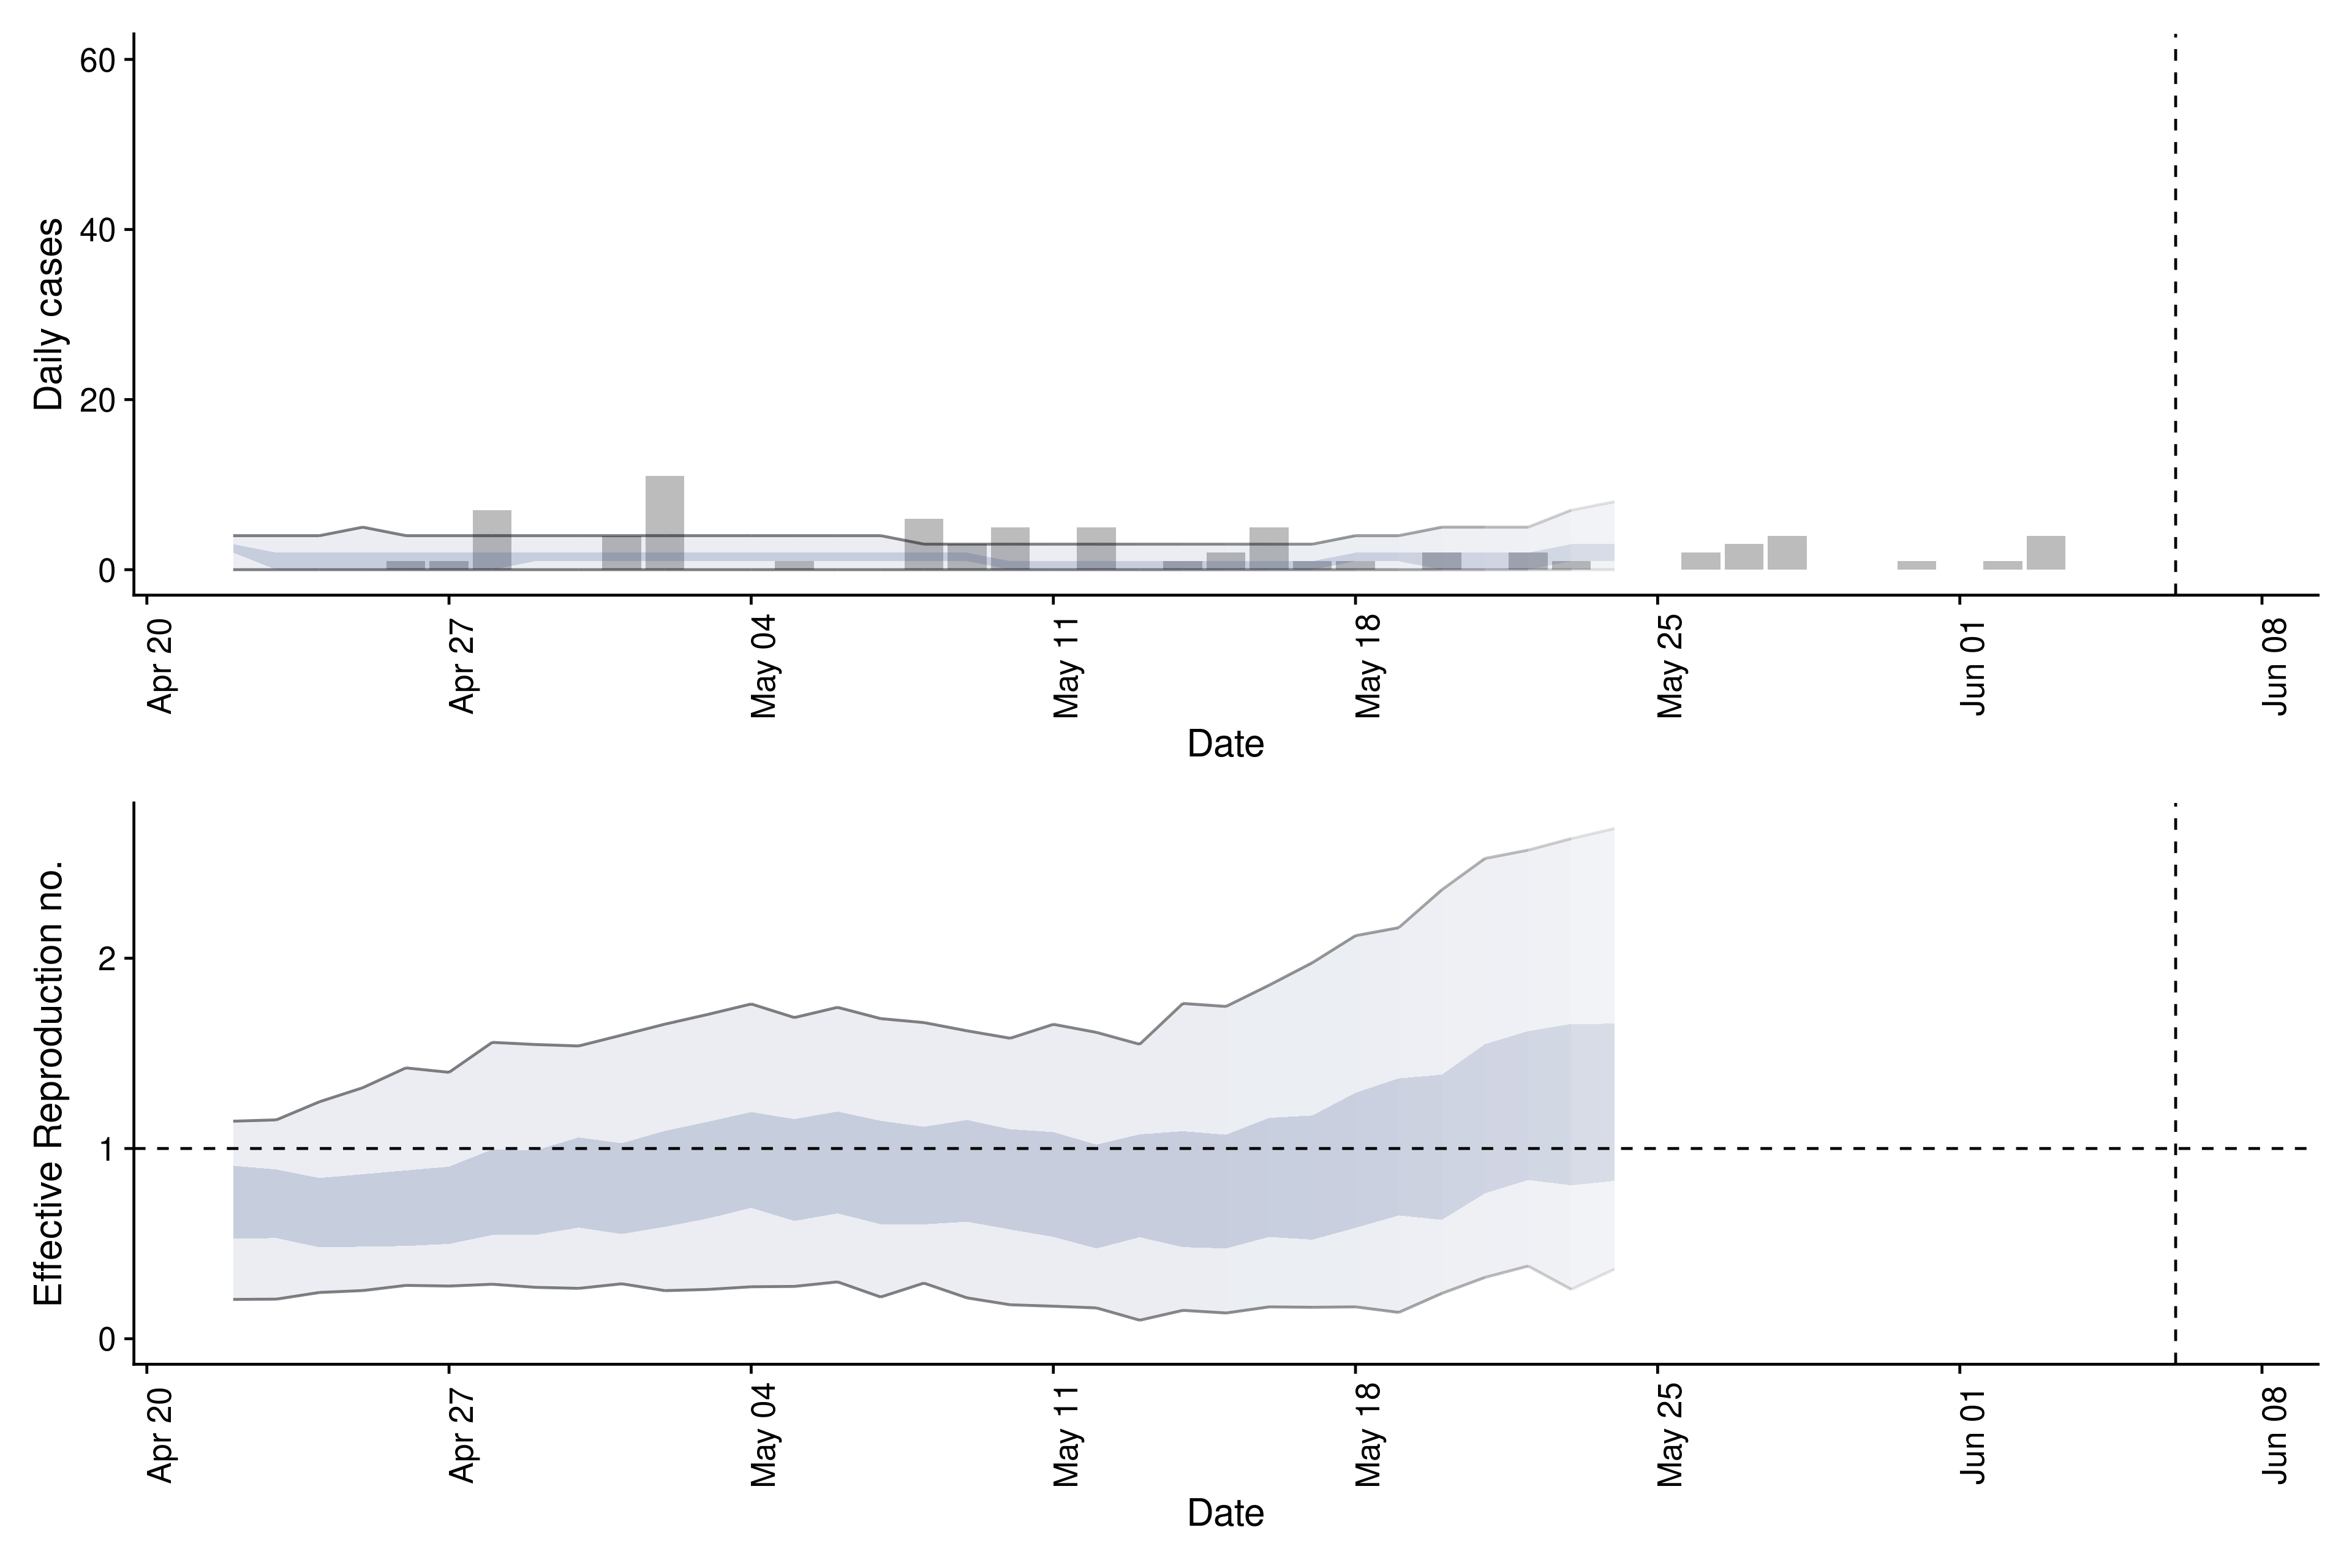 Daily cases
60
40
20
0
Apr 20
Apr 27
May 04
May 11
May 18
May 25
Jun 01
Jun 08
Date
Effective Reproduction no.
2
1
0
Apr 20
Apr 27
May 04
May 11
May 18
May 25
Jun 01
Jun 08
Date